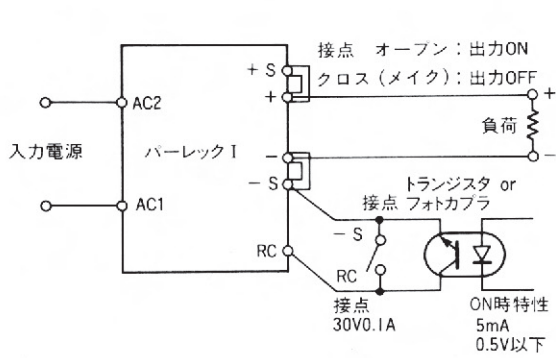 接点 オープン：出力ON
クロス（メイク）：出力OFF
+S
+
AC2
+
負荷
入力電源
パーレックⅠ
−
−
−S
トランジスタ or
接点 フォトカプラ
AC1
−S
RC
RC
接点
30V0.1A
ON時特性
5mA
0.5V以下